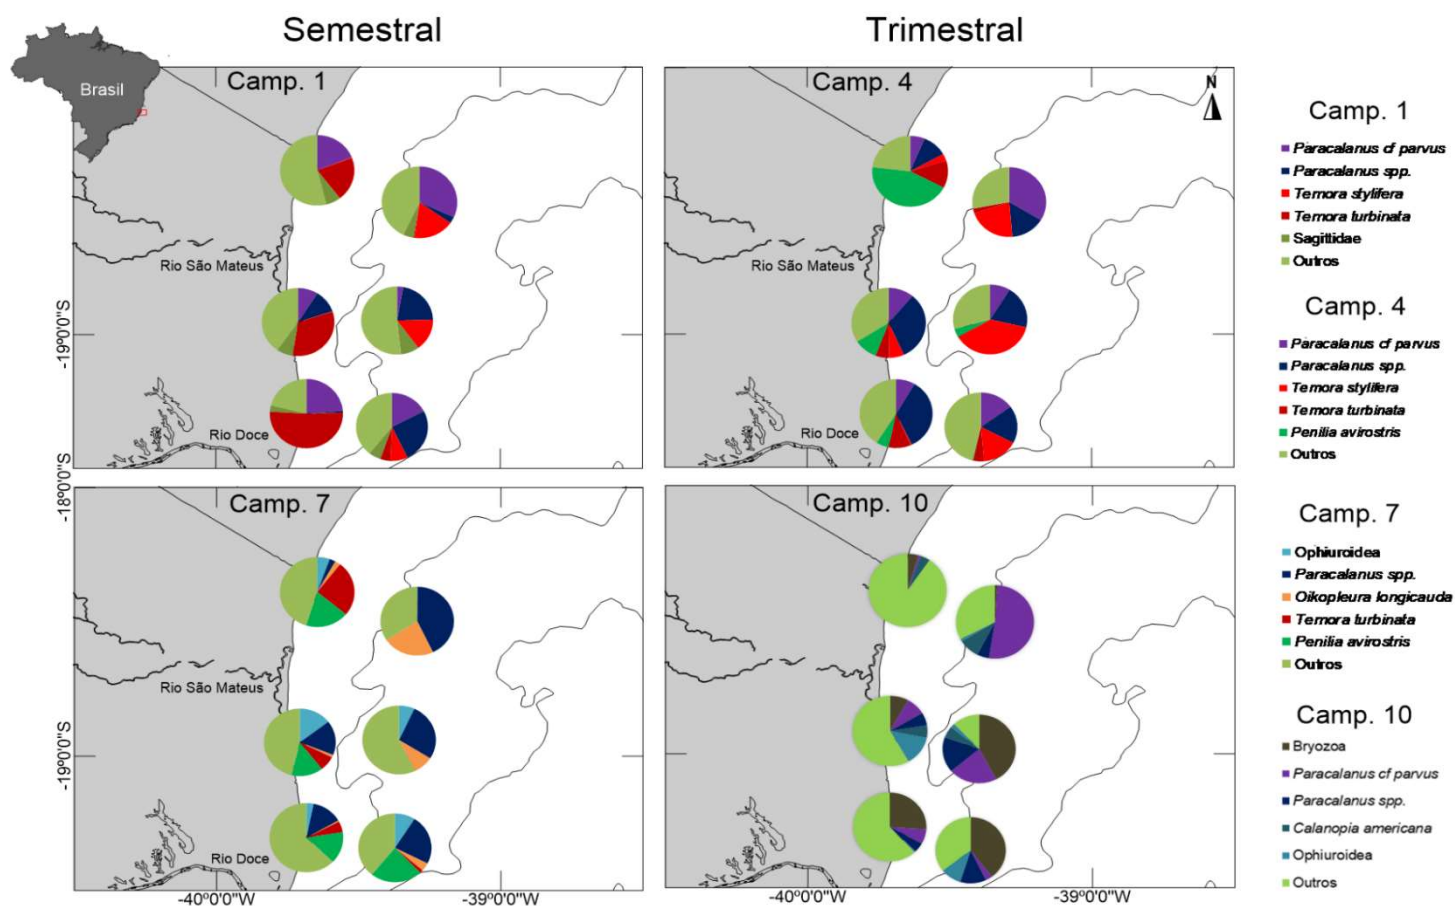 Semestral
Trimestral
Brasil
Camp. 1
Rio São Mateus
Rio Doce
-19°0'0"S
Camp. 4
N
Rio São Mateus
Rio Doce
Camp. 1
Paracalanus cf parvus
Paracalanus spp.
Temora stylifera
Temora turbinata
Sagittidae
Outros
Camp. 4
Paracalanus cf parvus
Paracalanus spp.
Temora stylifera
Temora turbinata
Penilia avirostris
Outros
-18°0'0"S
Camp. 7
Rio São Mateus
Rio Doce
-19°0'0"S
-40°0'0"W
-39°0'0"W
Camp. 10
Rio São Mateus
Rio Doce
-40°0'0"W
-39°0'0"W
Camp. 7
Ophiuroidea
Paracalanus spp.
Oikopleura longicauda
Temora turbinata
Penilia avirostris
Outros
Camp. 10
Bryozoa
Paracalanus cf parvus
Paracalanus spp.
Calanopia americana
Ophiuroidea
Outros